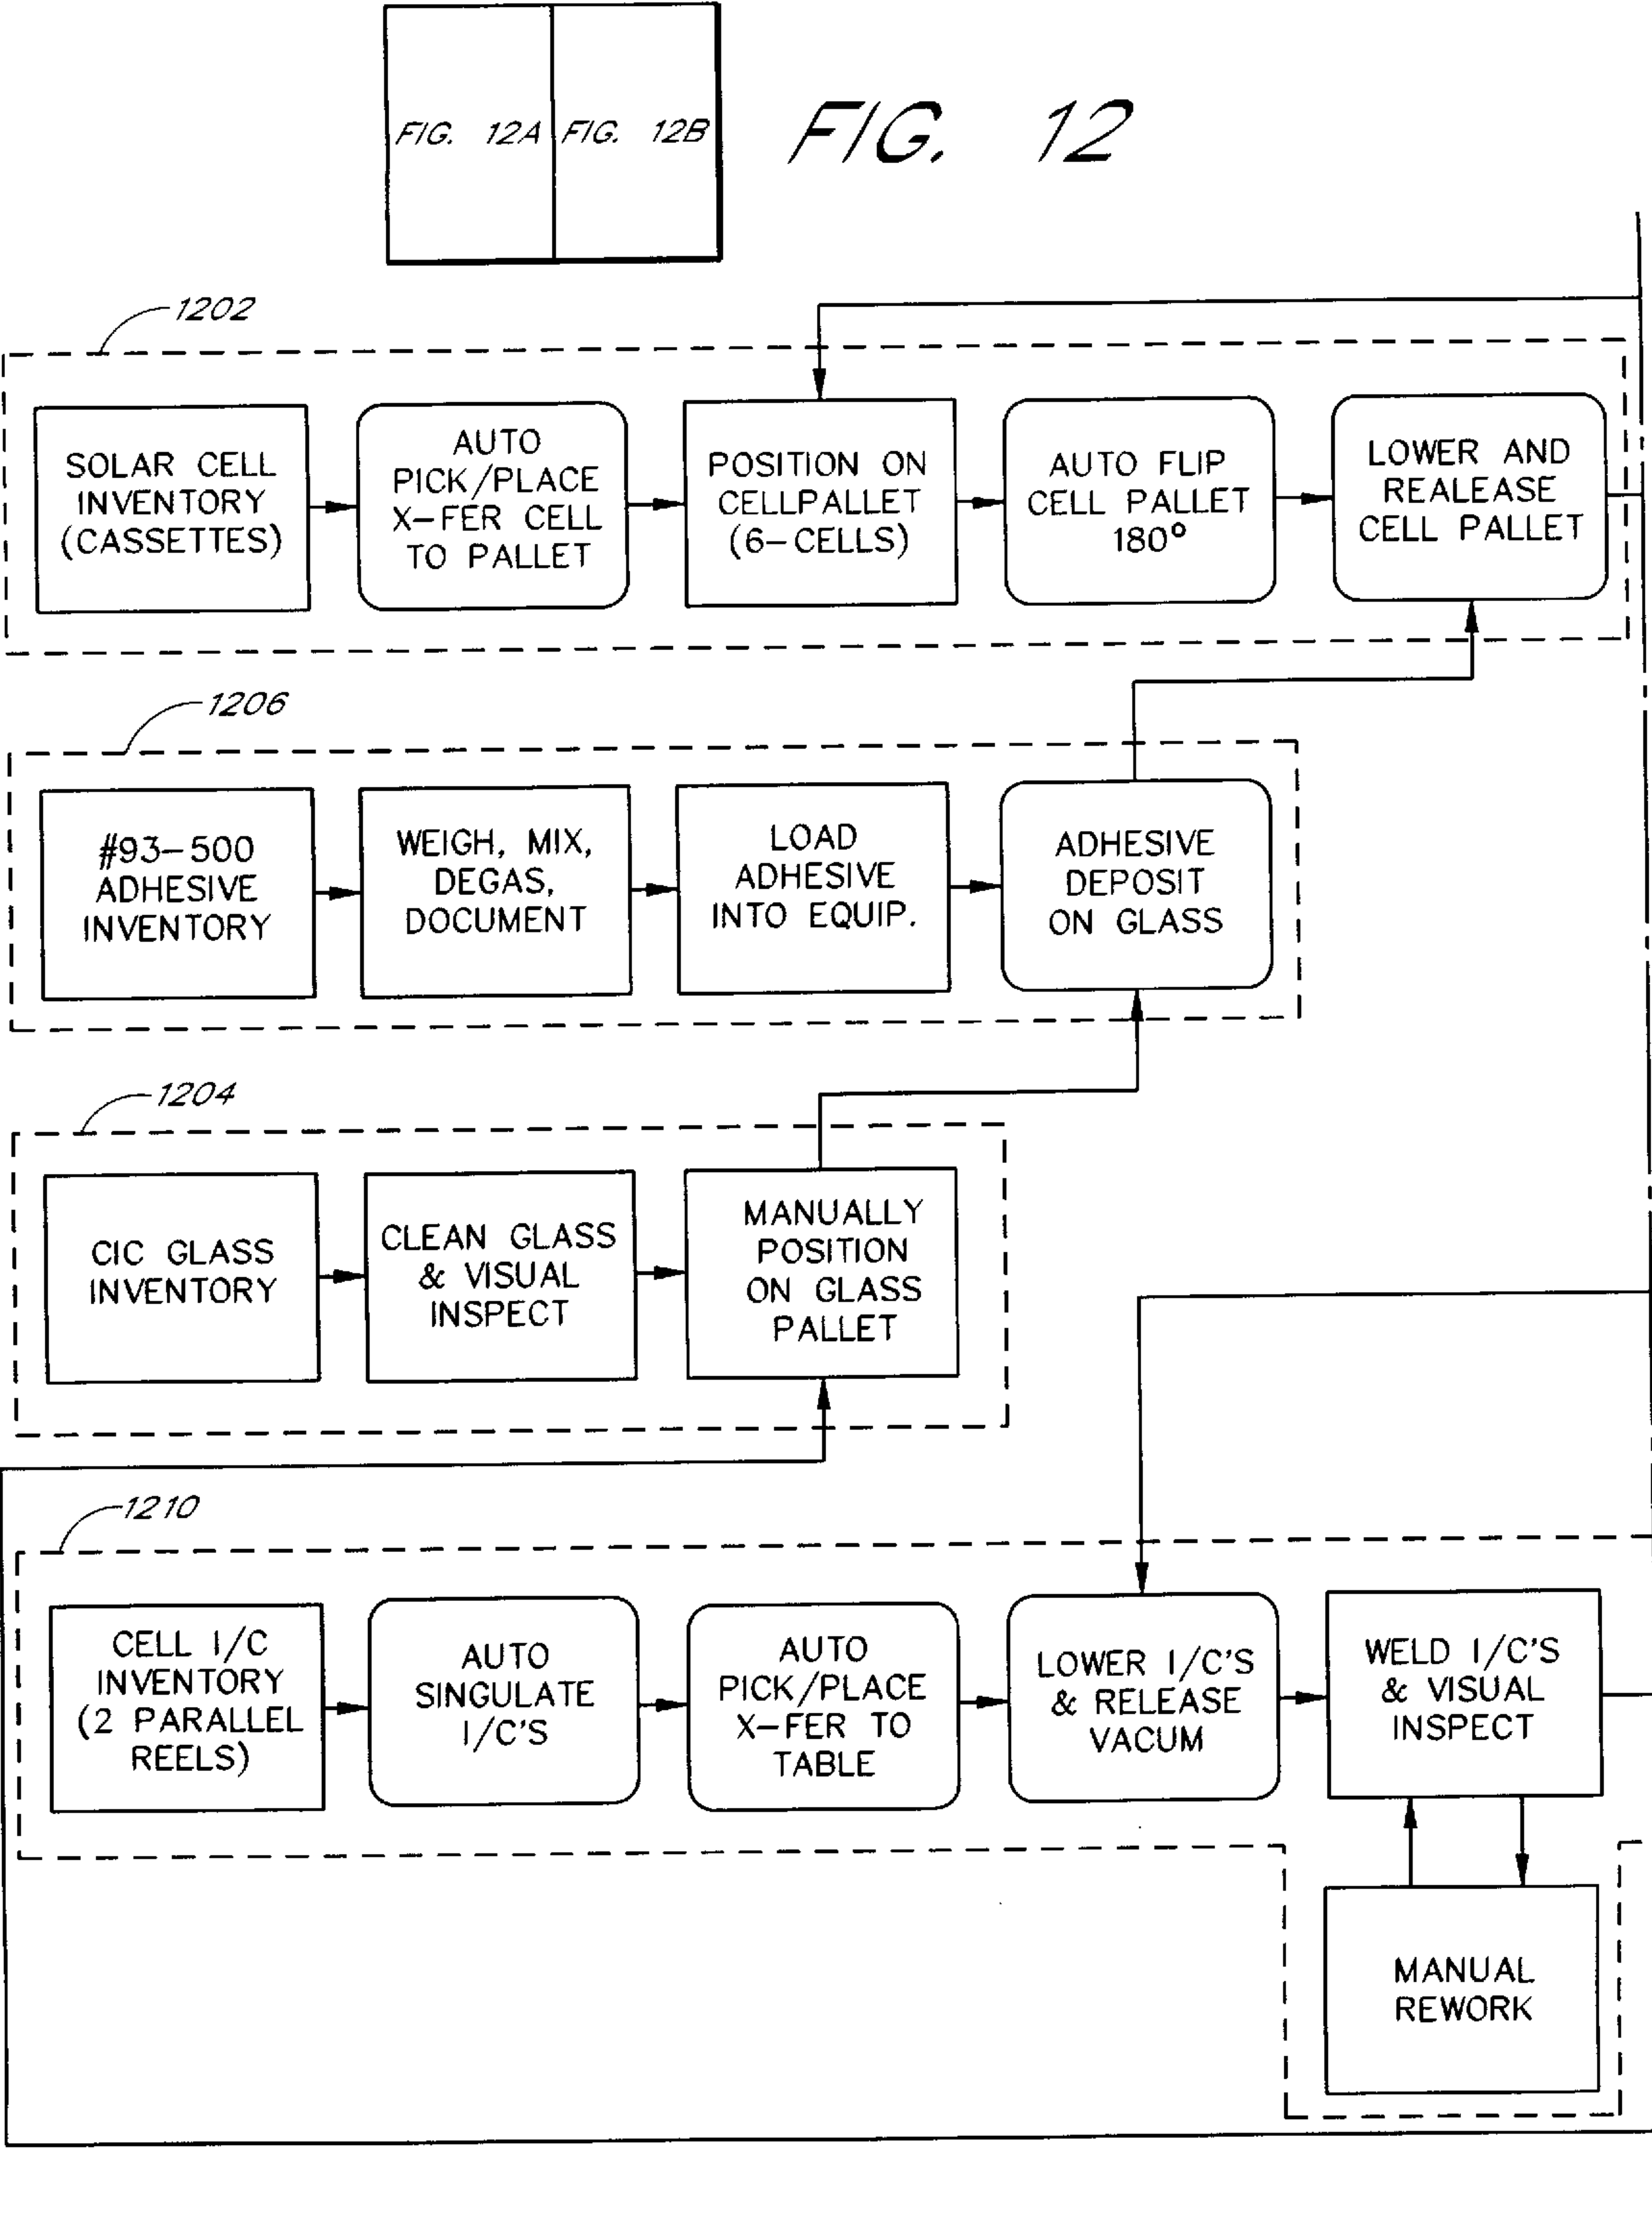 FIG. 12A
FIG. 12B
FIG. 12
1202
SOLAR CELL
INVENTORY
(CASSETTES)
AUTO
PICK/PLACE
X-FER CELL
TO PALLET
POSITION ON
CELLPALLET
(6-CELLS)
AUTO FLIP
CELL PALLET
180°
LOWER AND
REALEASE
CELL PALLET
1206
#93-500
ADHESIVE
INVENTORY
WEIGH, MIX,
DEGAS,
DOCUMENT
LOAD
ADHESIVE
INTO EQUIP.
ADHESIVE
DEPOSIT
ON GLASS
1204
CIC GLASS
INVENTORY
CLEAN GLASS
& VISUAL
INSPECT
MANUALLY
POSITION
ON GLASS
PALLET
1210
CELL I/C
INVENTORY
(2 PARALLEL
REELS)
AUTO
SINGULATE
I/C'S
AUTO
PICK/PLACE
X-FER TO
TABLE
LOWER I/C'S
& RELEASE
VACUM
WELD I/C'S
& VISUAL
INSPECT
MANUAL
REWORK